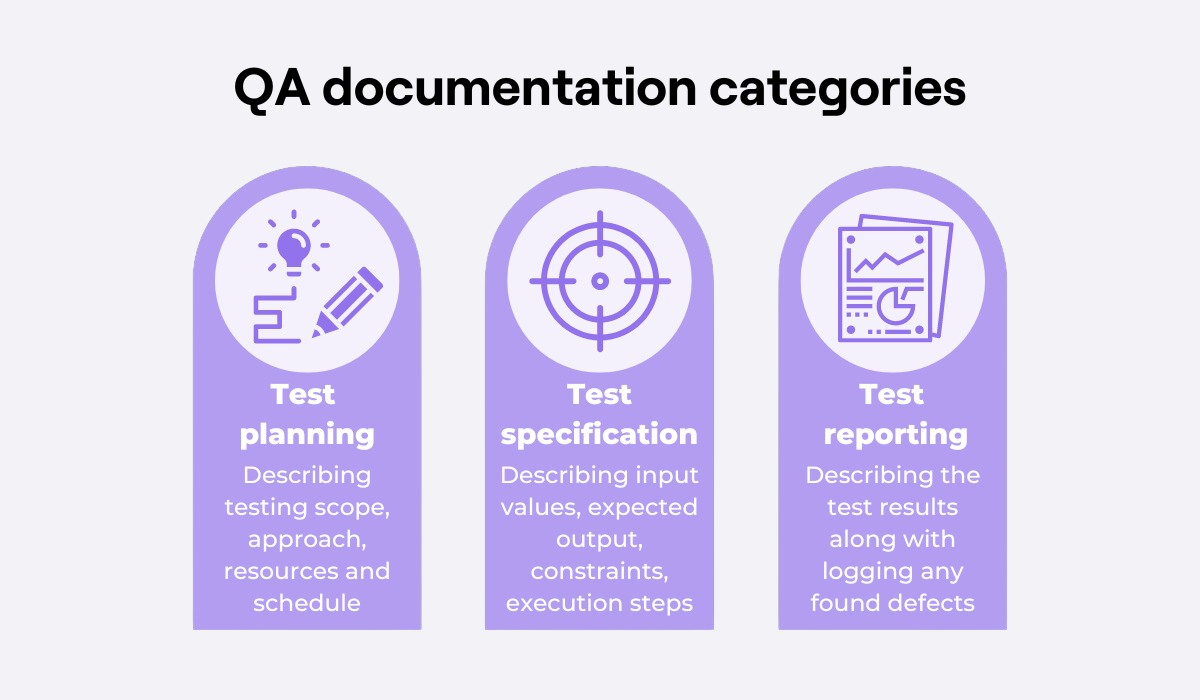 QA documentation categories
Test
planning
Describing
testing scope,
approach,
resources and
schedule
Test
specification
Describing input
values, expected
output,
constraints,
execution steps
Test
reporting
Describing the
test results
along with
logging any
found defects